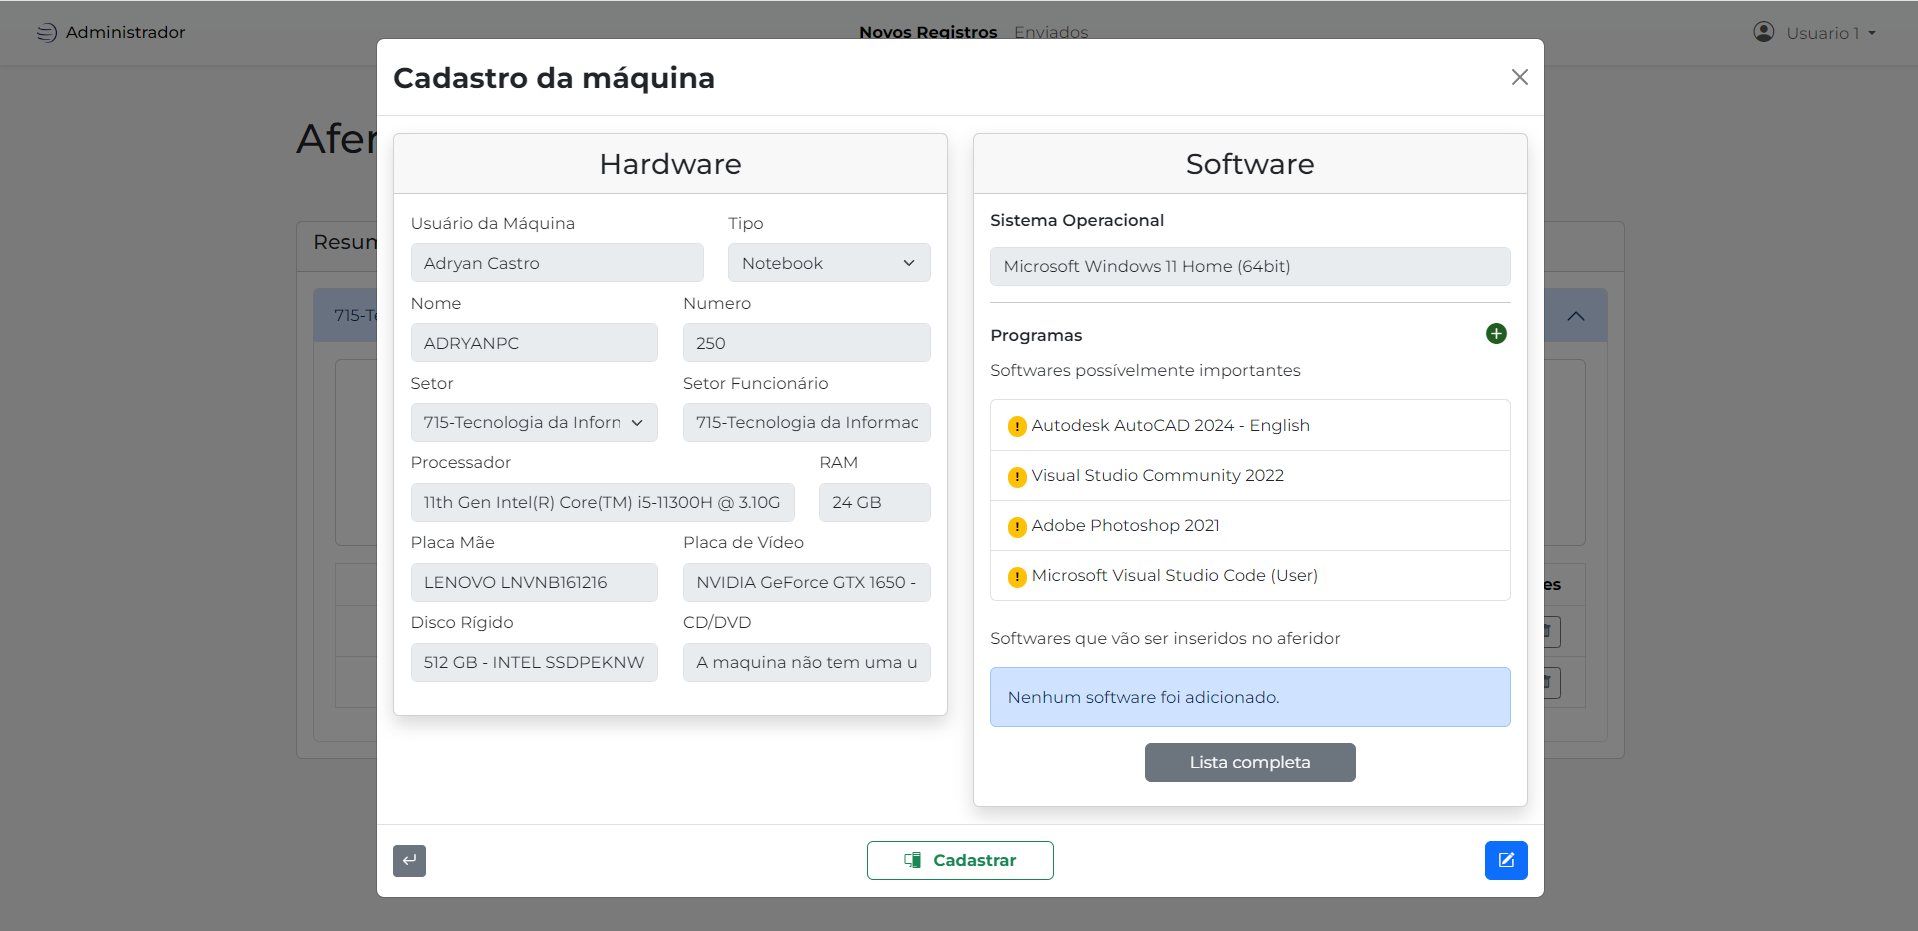 Administrador
Novos Registros Enviados
Usuario 1
Cadastro da máquina
Hardware
Usuário da Máquina Tipo
Adryan Castro Notebook
Nome Numero
ADRYANPC 250
Setor Setor Funcionário
715-Tecnologia da Inforn 715-Tecnologia da Informac
Processador RAM
11th Gen Intel(R) Core(TM) i5-11300H @ 3.10G 24 GB
Placa Mãe Placa de Vídeo
LENOVO LNVNB161216 NVIDIA GeForce GTX 1650 -
Disco Rígido CD/DVD
512 GB - INTEL SSDPEKNW A maquina não tem uma u
Software
Sistema Operacional
Microsoft Windows 11 Home (64bit)
Programas
Softwares possívelmente importantes
Autodesk AutoCAD 2024 - English
Visual Studio Community 2022
Adobe Photoshop 2021
Microsoft Visual Studio Code (User)
Softwares que vão ser inseridos no aferidor
Nenhum software foi adicionado.
Lista completa
Cadastrar